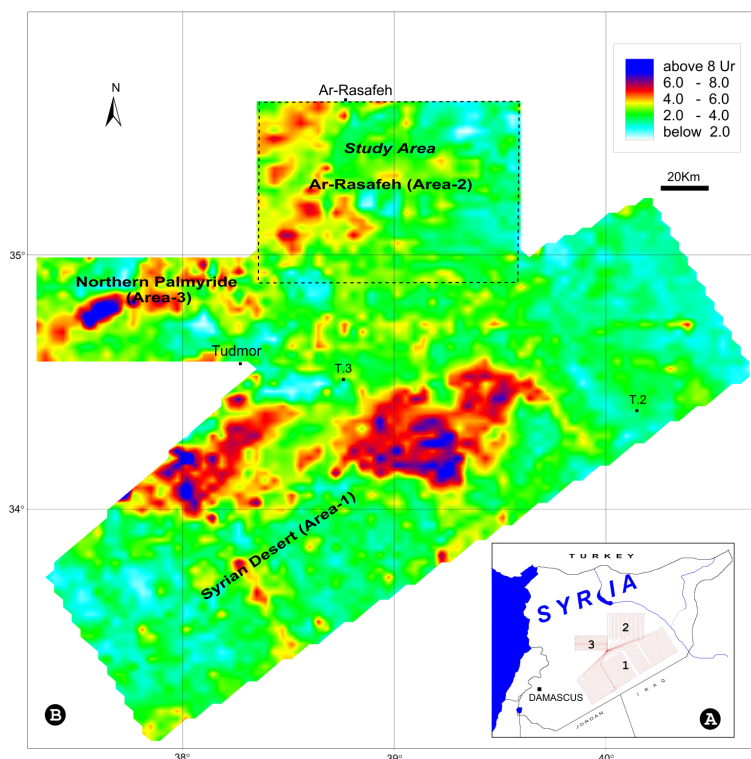 N
Ar-Rasafeh
above 8 Ur
6.0 - 8.0
4.0 - 6.0
2.0 - 4.0
below 2.0
Study Area
20Km
Ar-Rasafeh (Area-2)
35°
Northern Palmyride
(Area-3)
Tudmor
T.3
T.2
34°
Syrian Desert (Area-1)
TURKEY
SYRIA
2
3
1
DAMASCUS
JORDAN
IRAQ
B
A
38°
39°
40°